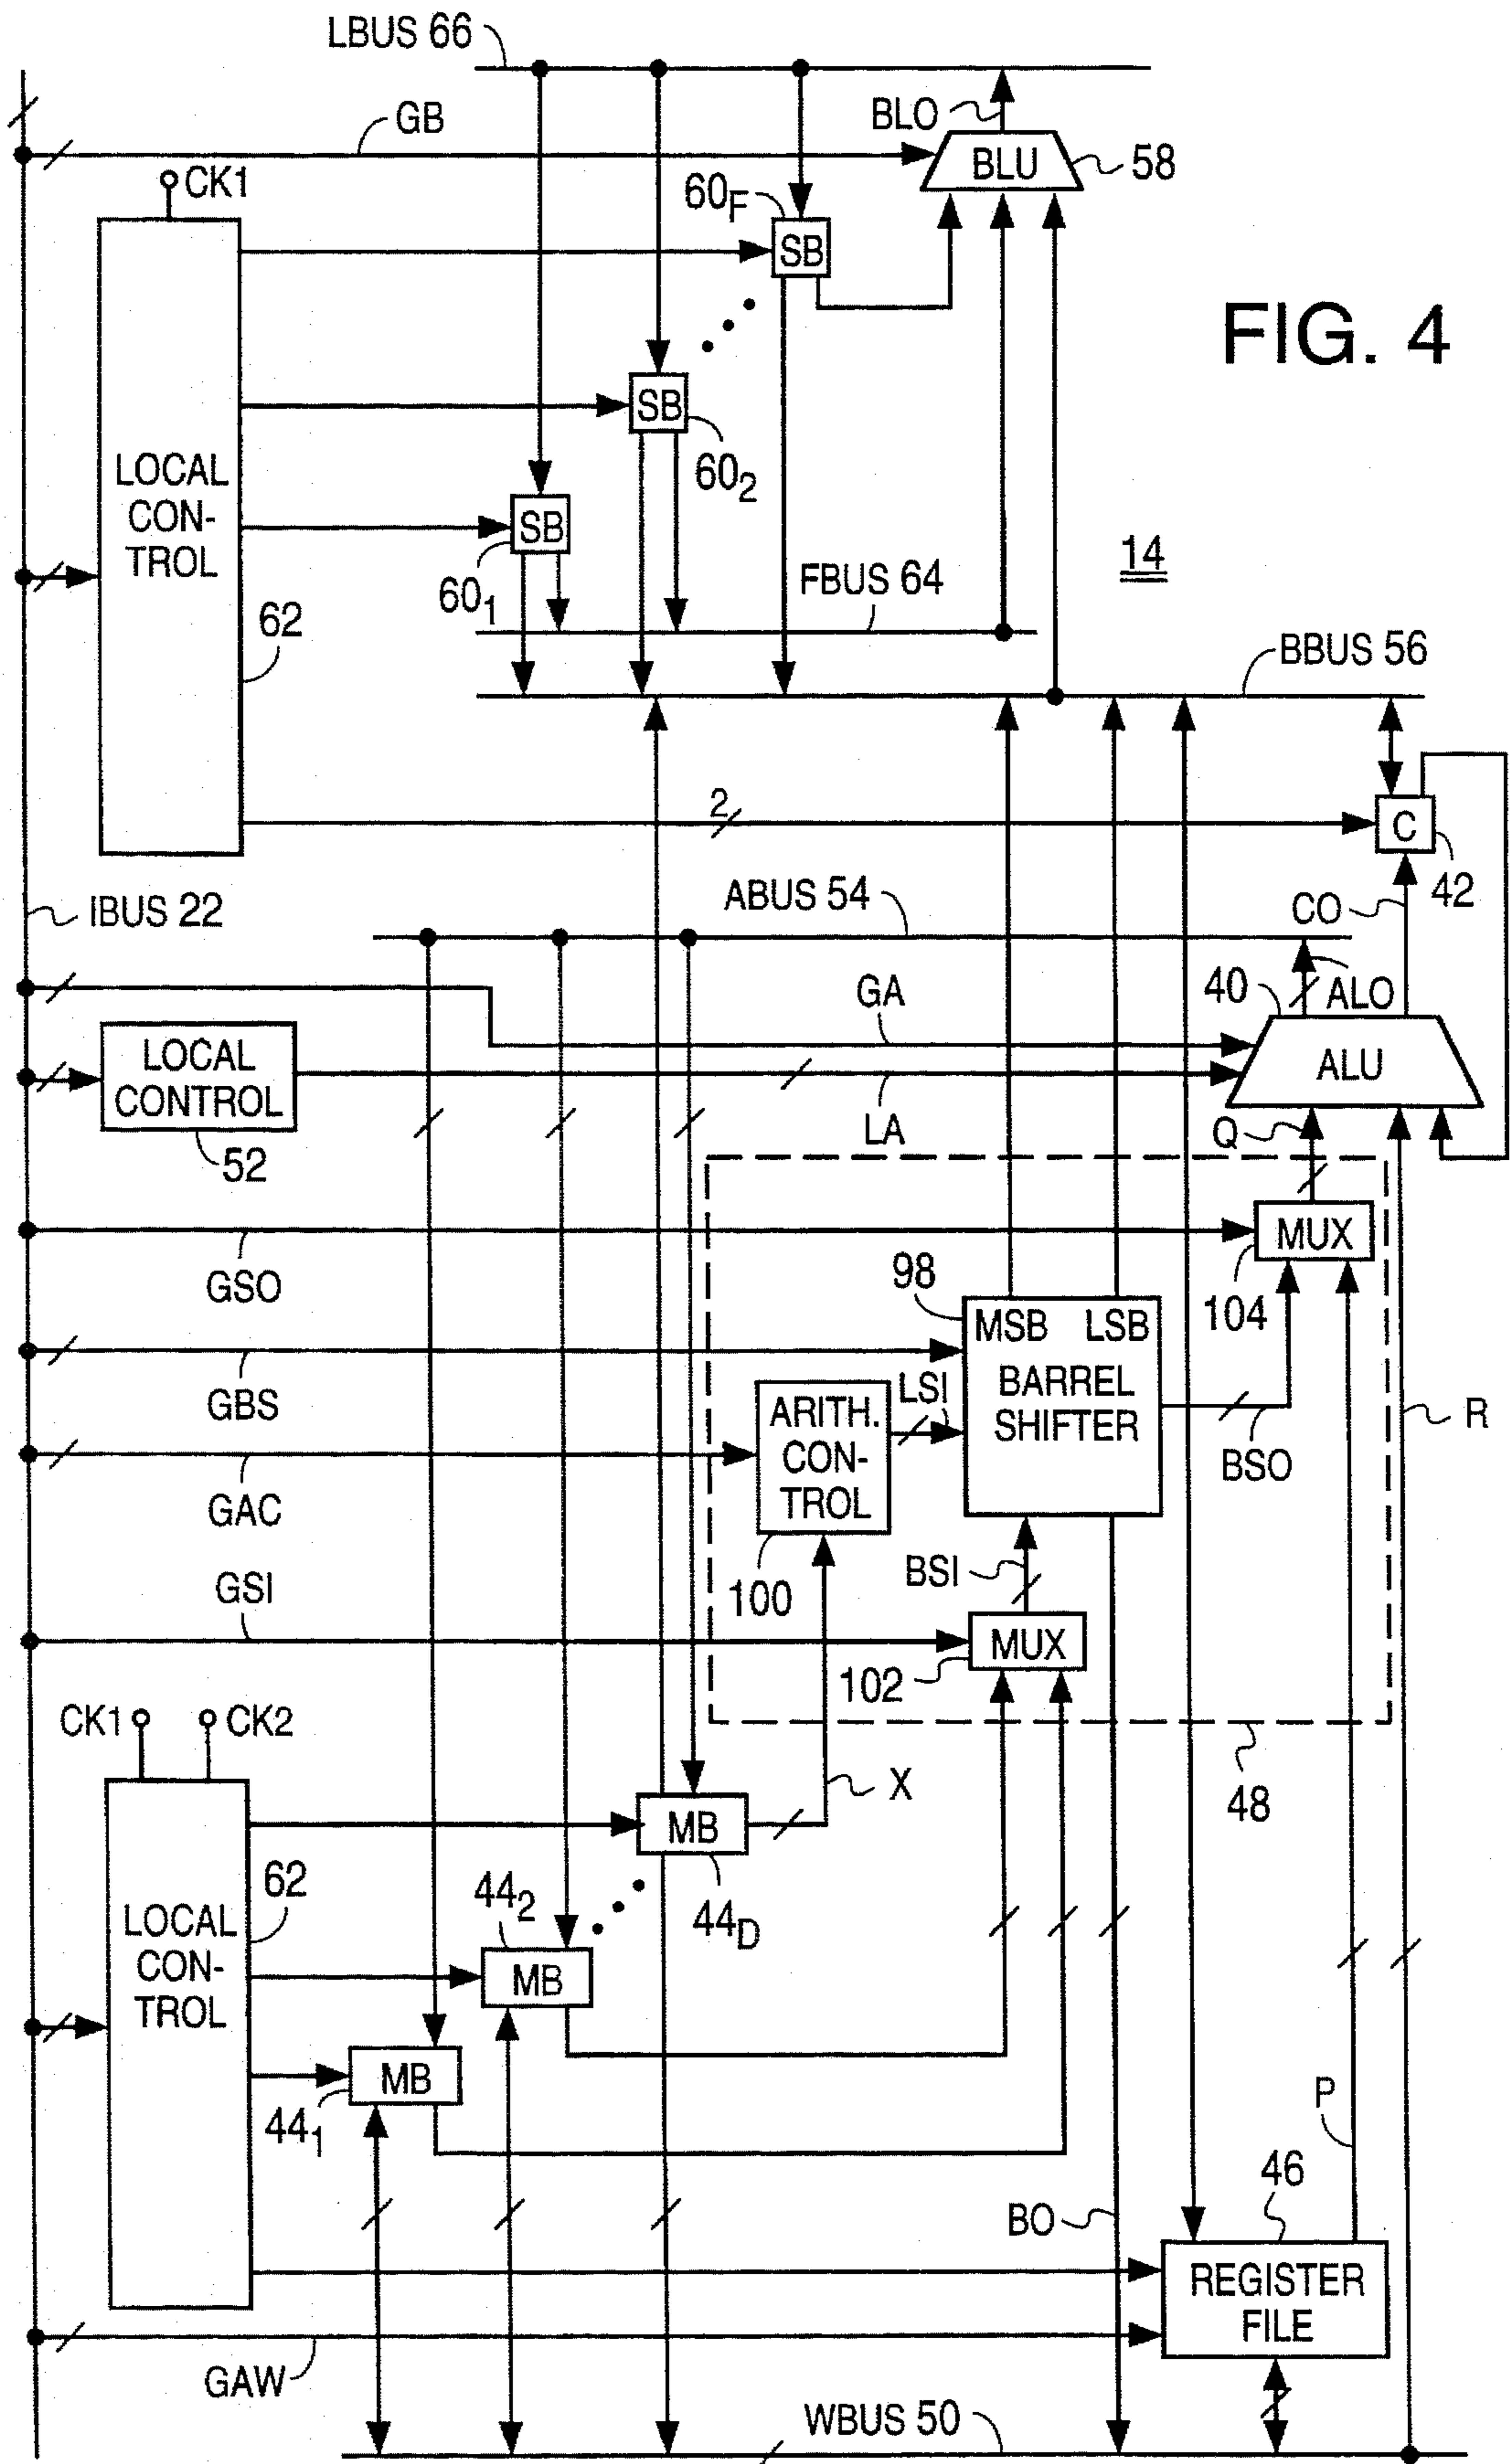 LBUS 66
GB
BLO
BLU
58
CK1
60F
SB
FIG. 4
SB
602
LOCAL
CON-
TROL
SB
601
14
FBUS 64
62
BBUS 56
2
C
42
IBUS 22
ABUS 54
CO
GA
40
ALO
LOCAL
CONTROL
ALU
LA
52
Q
MUX
GSO
98
104
MSB LSB
BARREL
SHIFTER
GBS
LSI
ARITH.
CON-
TROL
R
BSO
GAC
BSI
GSI
100
MUX
102
CK1
CK2
X
48
MB
62
442
44D
LOCAL
CON-
TROL
MB
MB
441
P
46
BO
REGISTER
FILE
GAW
WBUS 50